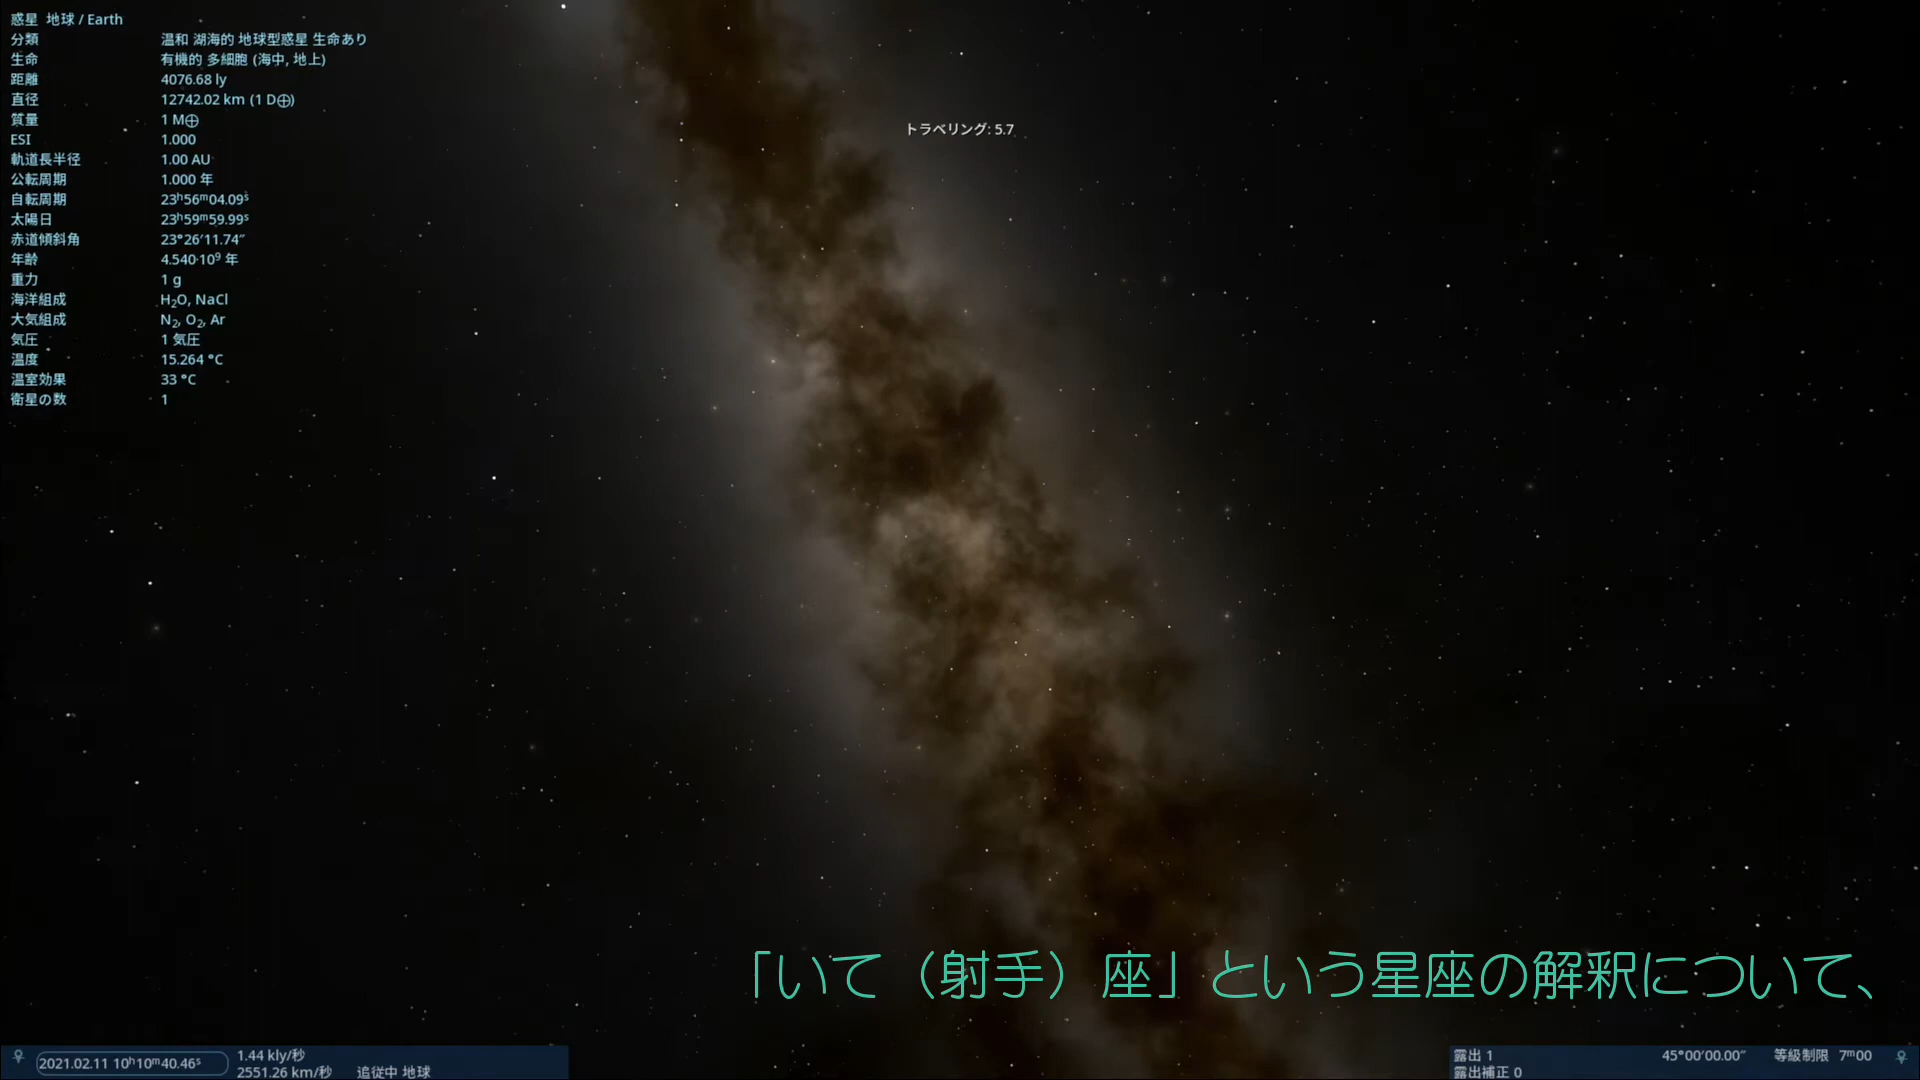 惑星 地球 / Earth
分類 温和 湖海的 地球型惑星 生命あり
生命 有機的 多細胞 (海中, 地上)
距離 4076.68 ly
直径 12742.02 km (1 D⊕)
質量 1 M⊕
ESI 1.000
軌道長半径 1.00 AU
公転周期 1.000 年
自転周期 23ʰ56ᵐ04.09ˢ
太陽日 23ʰ59ᵐ59.99ˢ
赤道傾斜角 23°26′11.74″
年齢 4.540·10⁹ 年
重力 1 g
海洋組成 H₂O, NaCl
大気組成 N₂, O₂, Ar
気圧 1 気圧
温度 15.264 °C
温室効果 33 °C
衛星の数 1
トラベリング: 5.7
「いて（射手）座」という星座の解釈について、
2021.02.11 10ʰ10ᵐ40.46ˢ
1.44 kly/秒
2551.26 km/秒 追従中 地球
露出 1 45°00′00.00″ 等級制限 7ᵐ00
露出補正 0